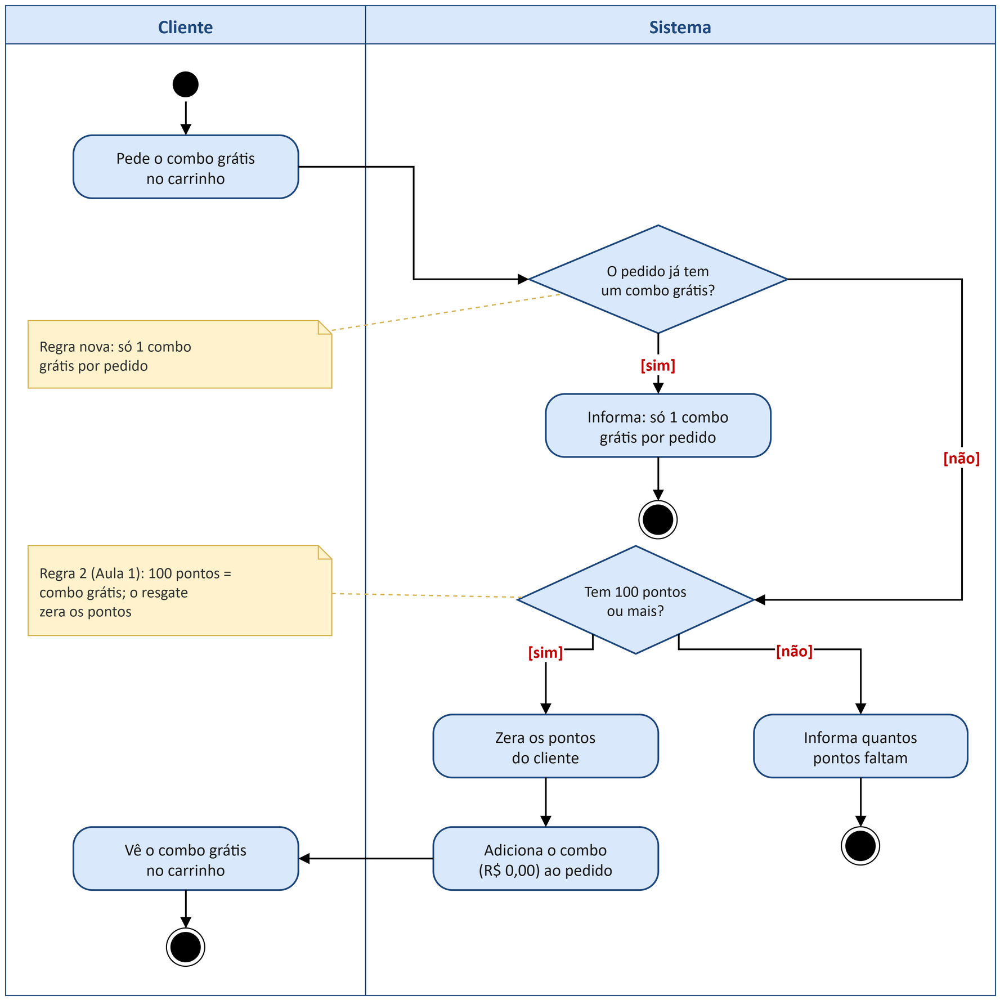 Cliente
Sistema
Pede o combo grátis
no carrinho
O pedido já tem
um combo grátis?
Regra nova: só 1 combo
grátis por pedido
[sim]
Informa: só 1 combo
grátis por pedido
[não]
Regra 2 (Aula 1): 100 pontos =
combo grátis; o resgate
zera os pontos
Tem 100 pontos
ou mais?
[sim]
[não]
Zera os pontos
do cliente
Informa quantos
pontos faltam
Vê o combo grátis
no carrinho
Adiciona o combo
(R$ 0,00) ao pedido